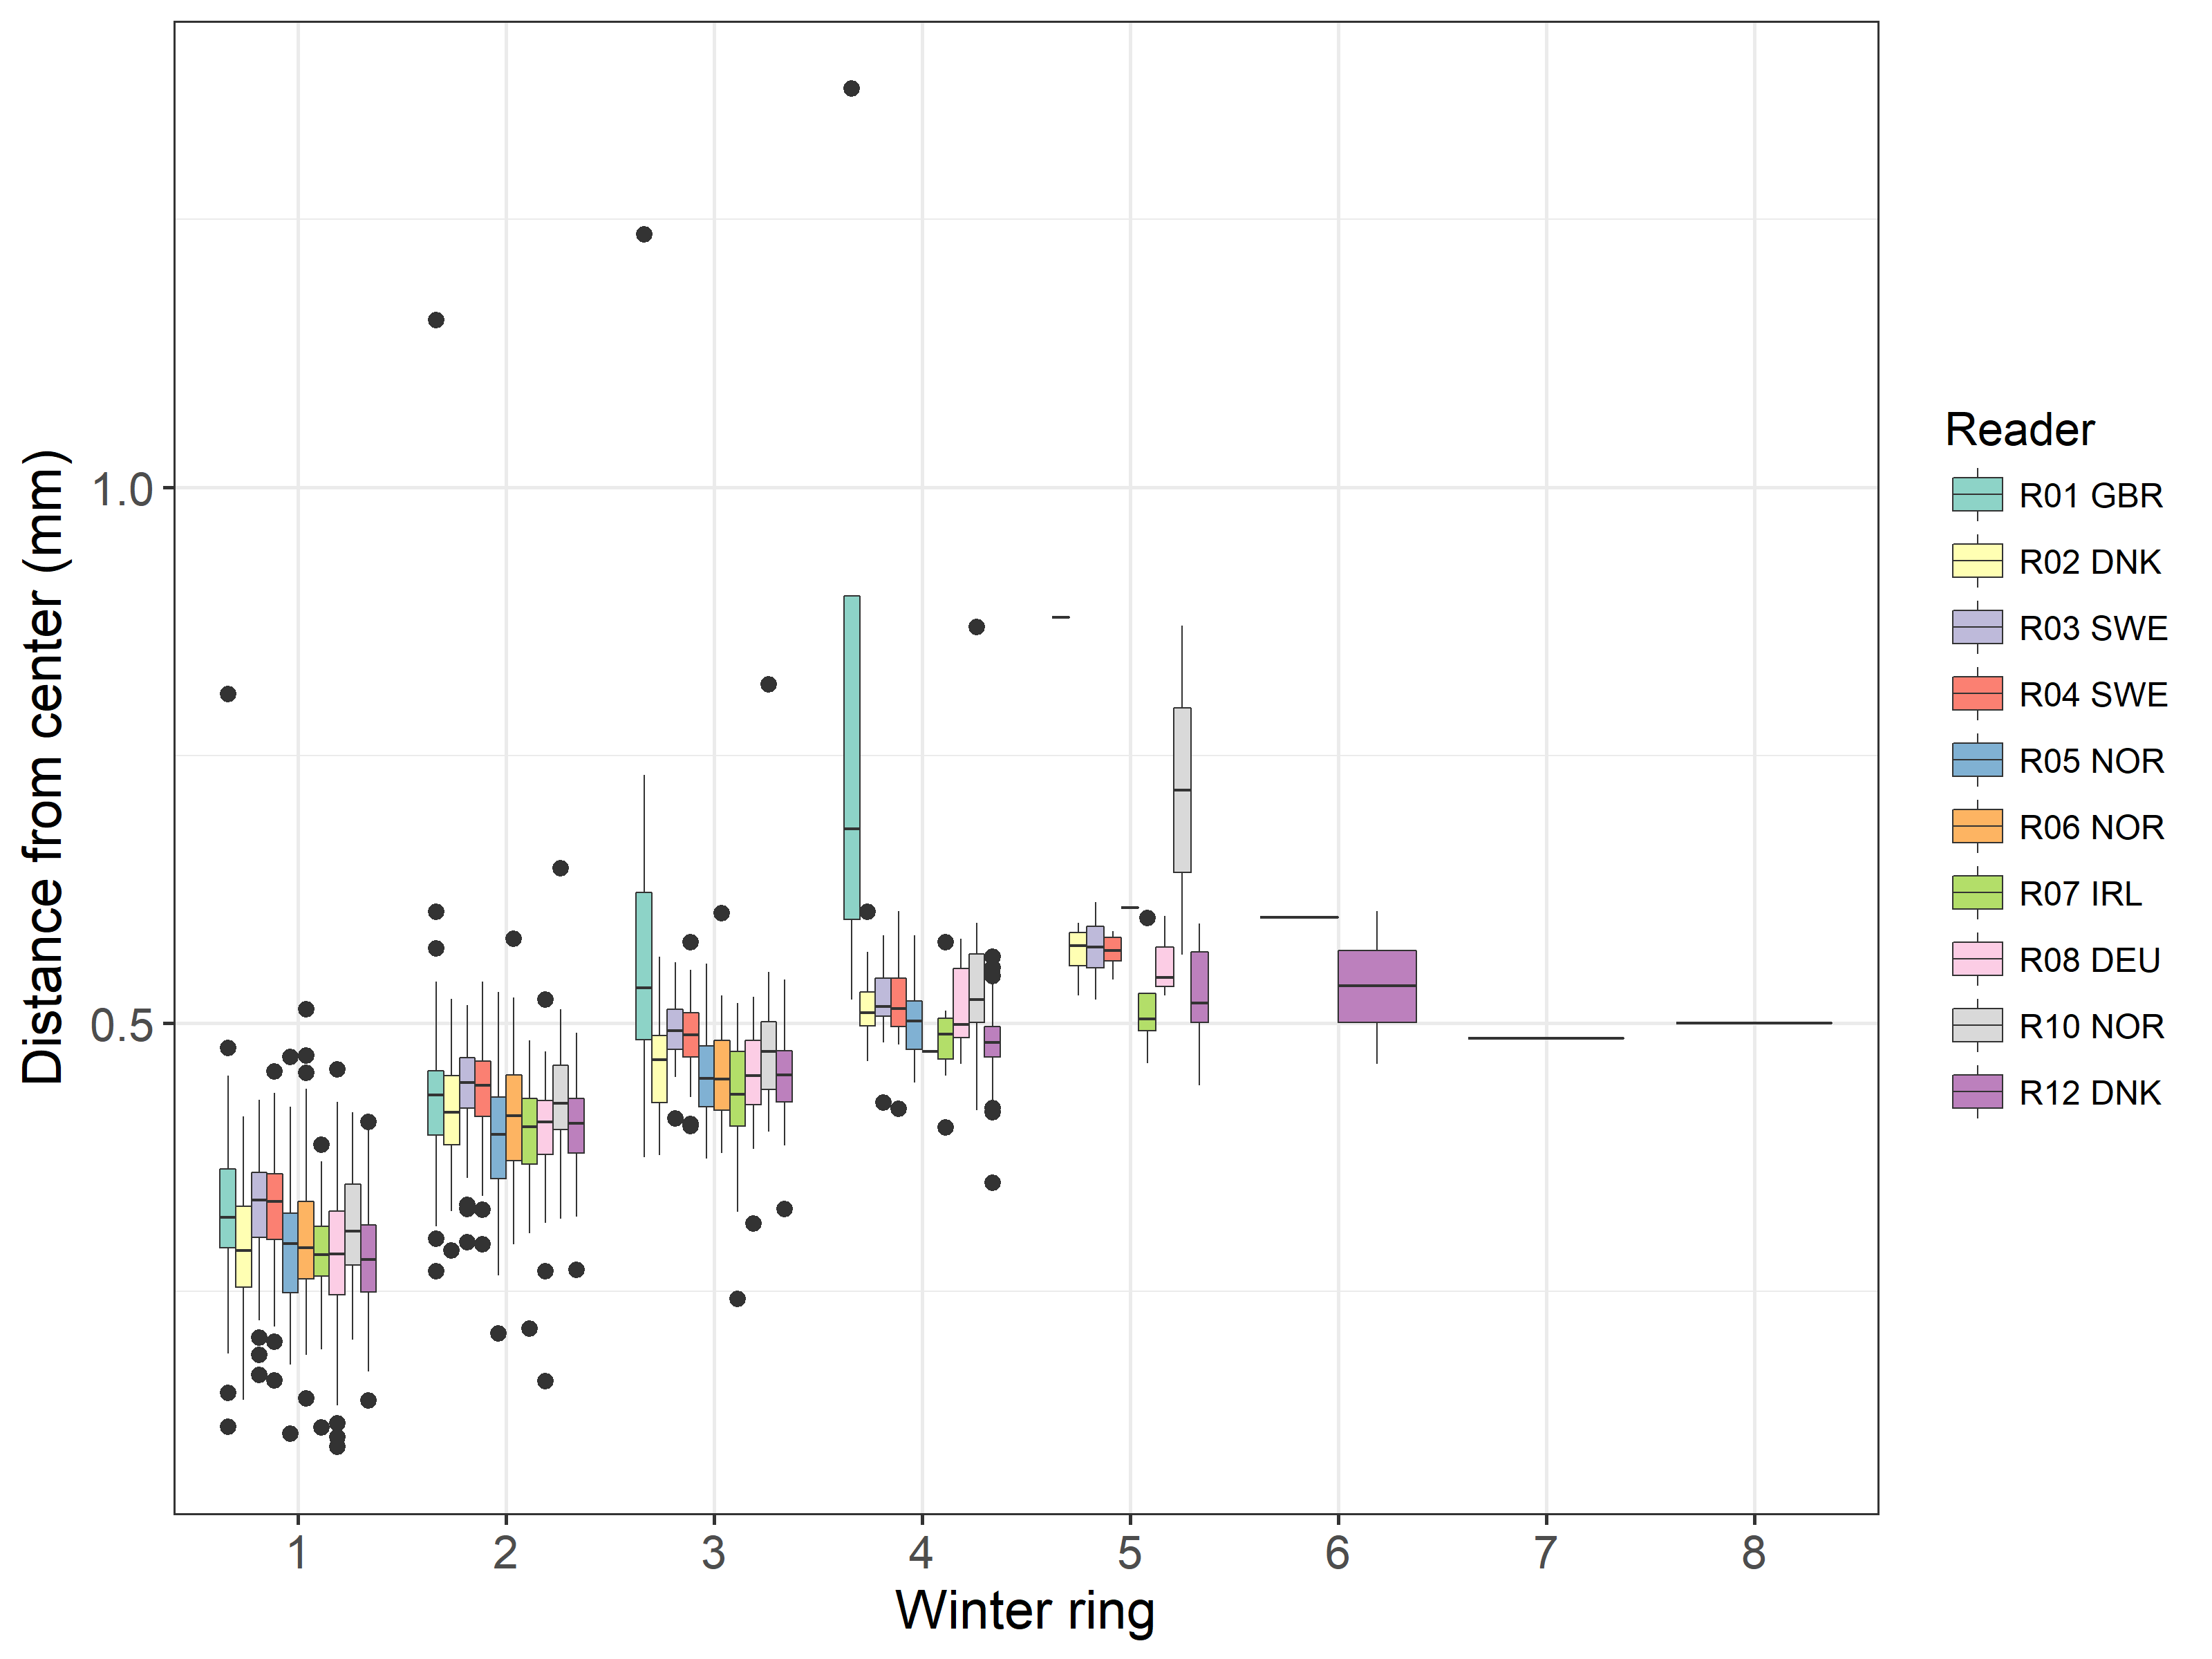 Distance from center (mm)
1.0
0.5
1 2 3 4 5 6 7 8
Winter ring
Reader
R01 GBR
R02 DNK
R03 SWE
R04 SWE
R05 NOR
R06 NOR
R07 IRL
R08 DEU
R10 NOR
R12 DNK